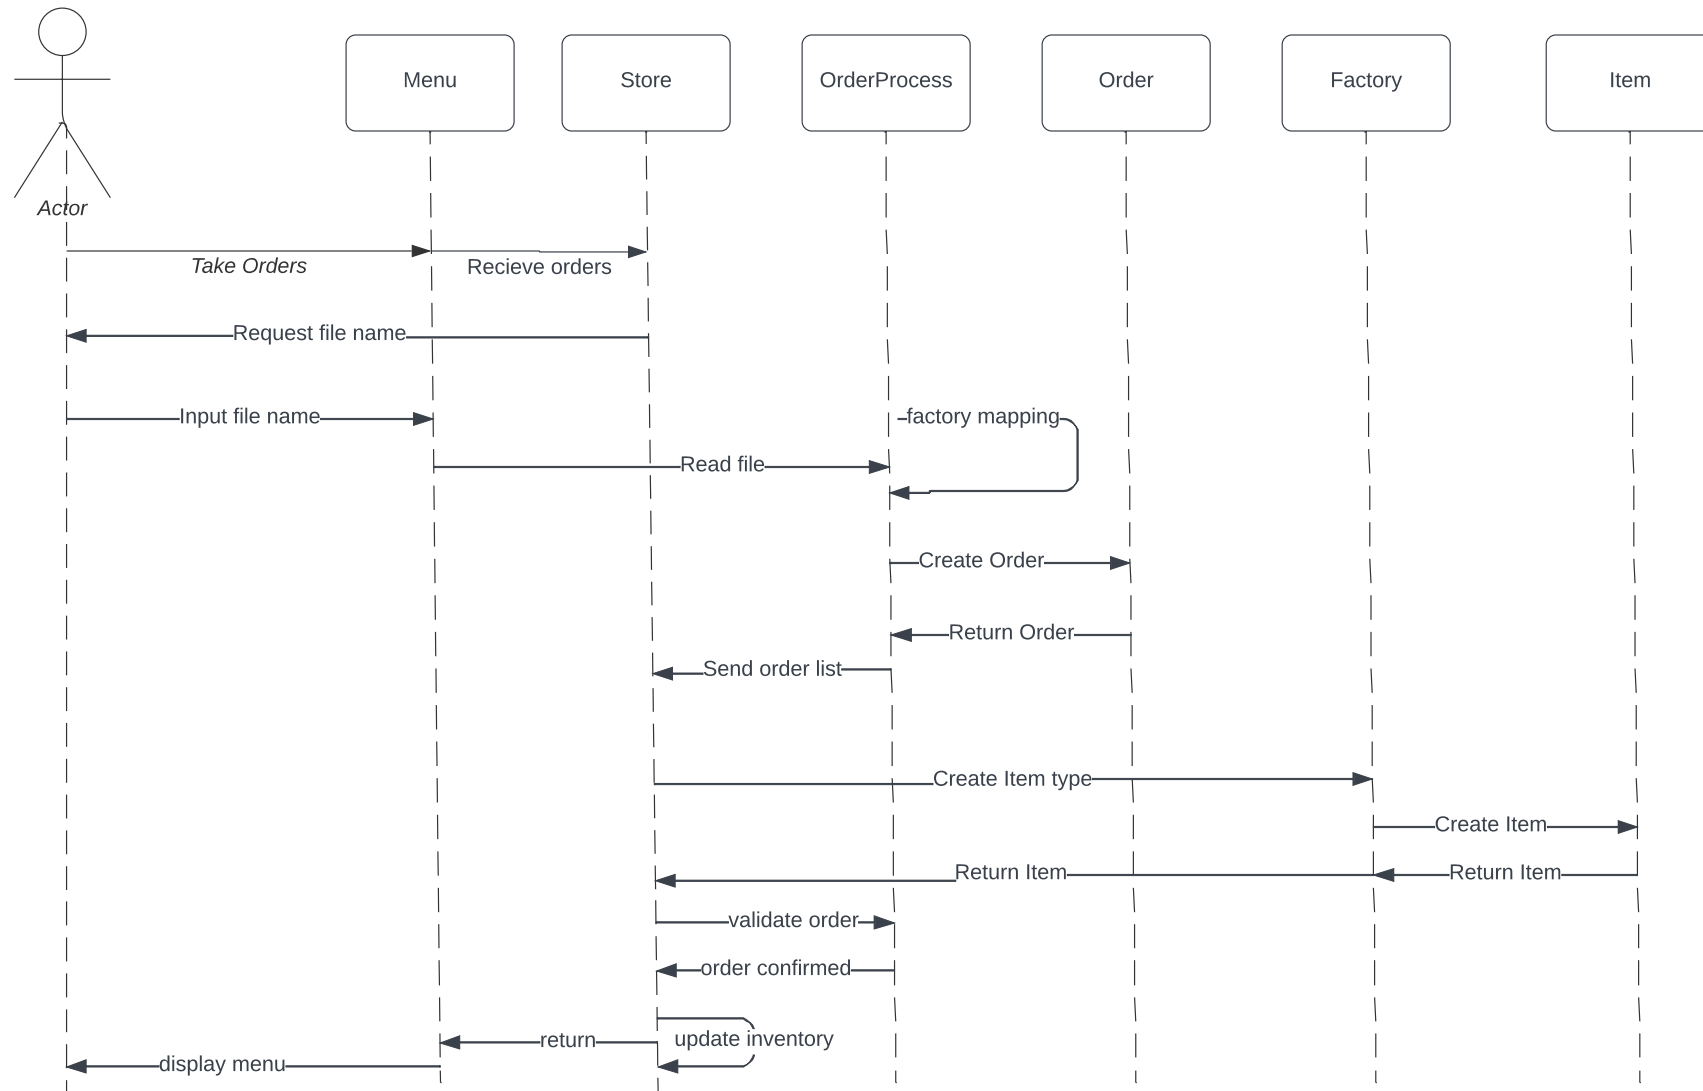 Menu
Store
OrderProcess
Order
Factory
Item
Actor
Take Orders
Recieve orders
Request file name
Input file name
factory mapping
Read file
Create Order
Return Order
Send order list
Create Item type
Create Item
Return Item
Return Item
validate order
order confirmed
return
update inventory
display menu